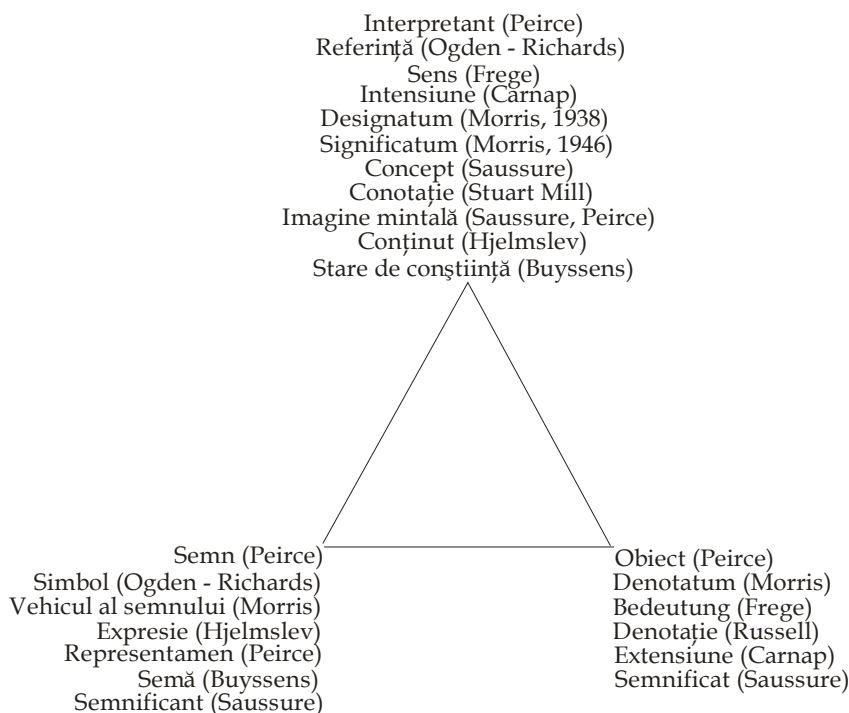 Interpretant (Peirce)
Referință (Ogden - Richards)
Sens (Frege)
Intensiune (Carnap)
Designatum (Morris, 1938)
Significatum (Morris, 1946)
Concept (Saussure)
Conotație (Stuart Mill)
Imagine mintală (Saussure, Peirce)
Conținut (Hjelmslev)
Stare de conştiință (Buyssens)
Semn (Peirce)
Simbol (Ogden - Richards)
Vehicul al semnului (Morris)
Expresie (Hjelmslev)
Representamen (Peirce)
Semă (Buyssens)
Semnificant (Saussure)
Obiect (Peirce)
Denotatum (Morris)
Bedeutung (Frege)
Denotație (Russell)
Extensiune (Carnap)
Semnificat (Saussure)